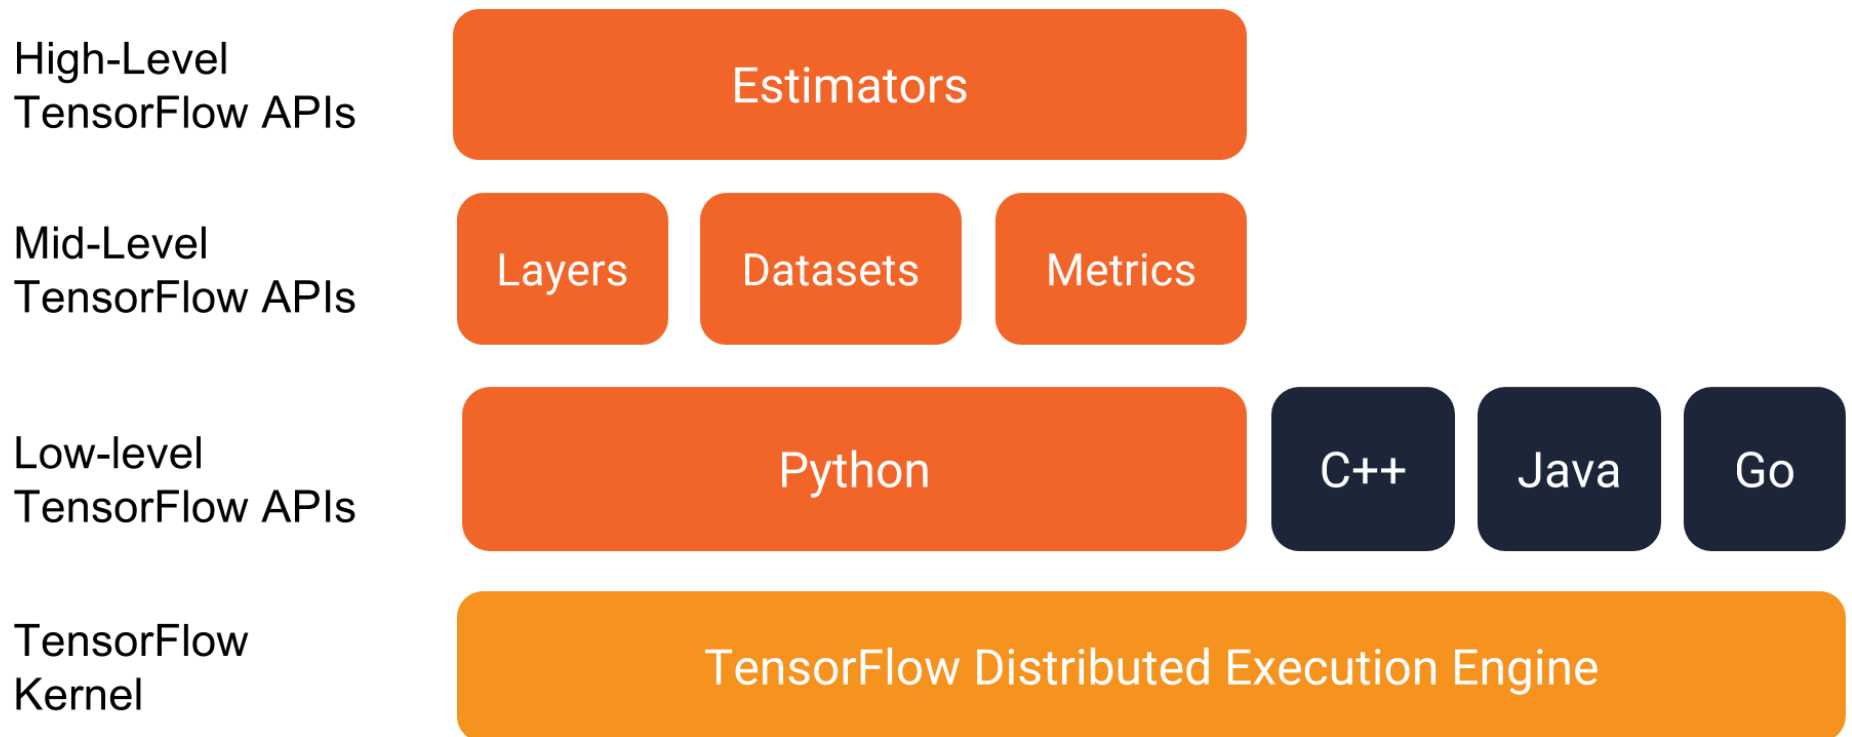 High-Level
TensorFlow APIs
Estimators
Mid-Level
TensorFlow APIs
Layers
Datasets
Metrics
Low-level
TensorFlow APIs
Python
C++
Java
Go
TensorFlow
Kernel
TensorFlow Distributed Execution Engine